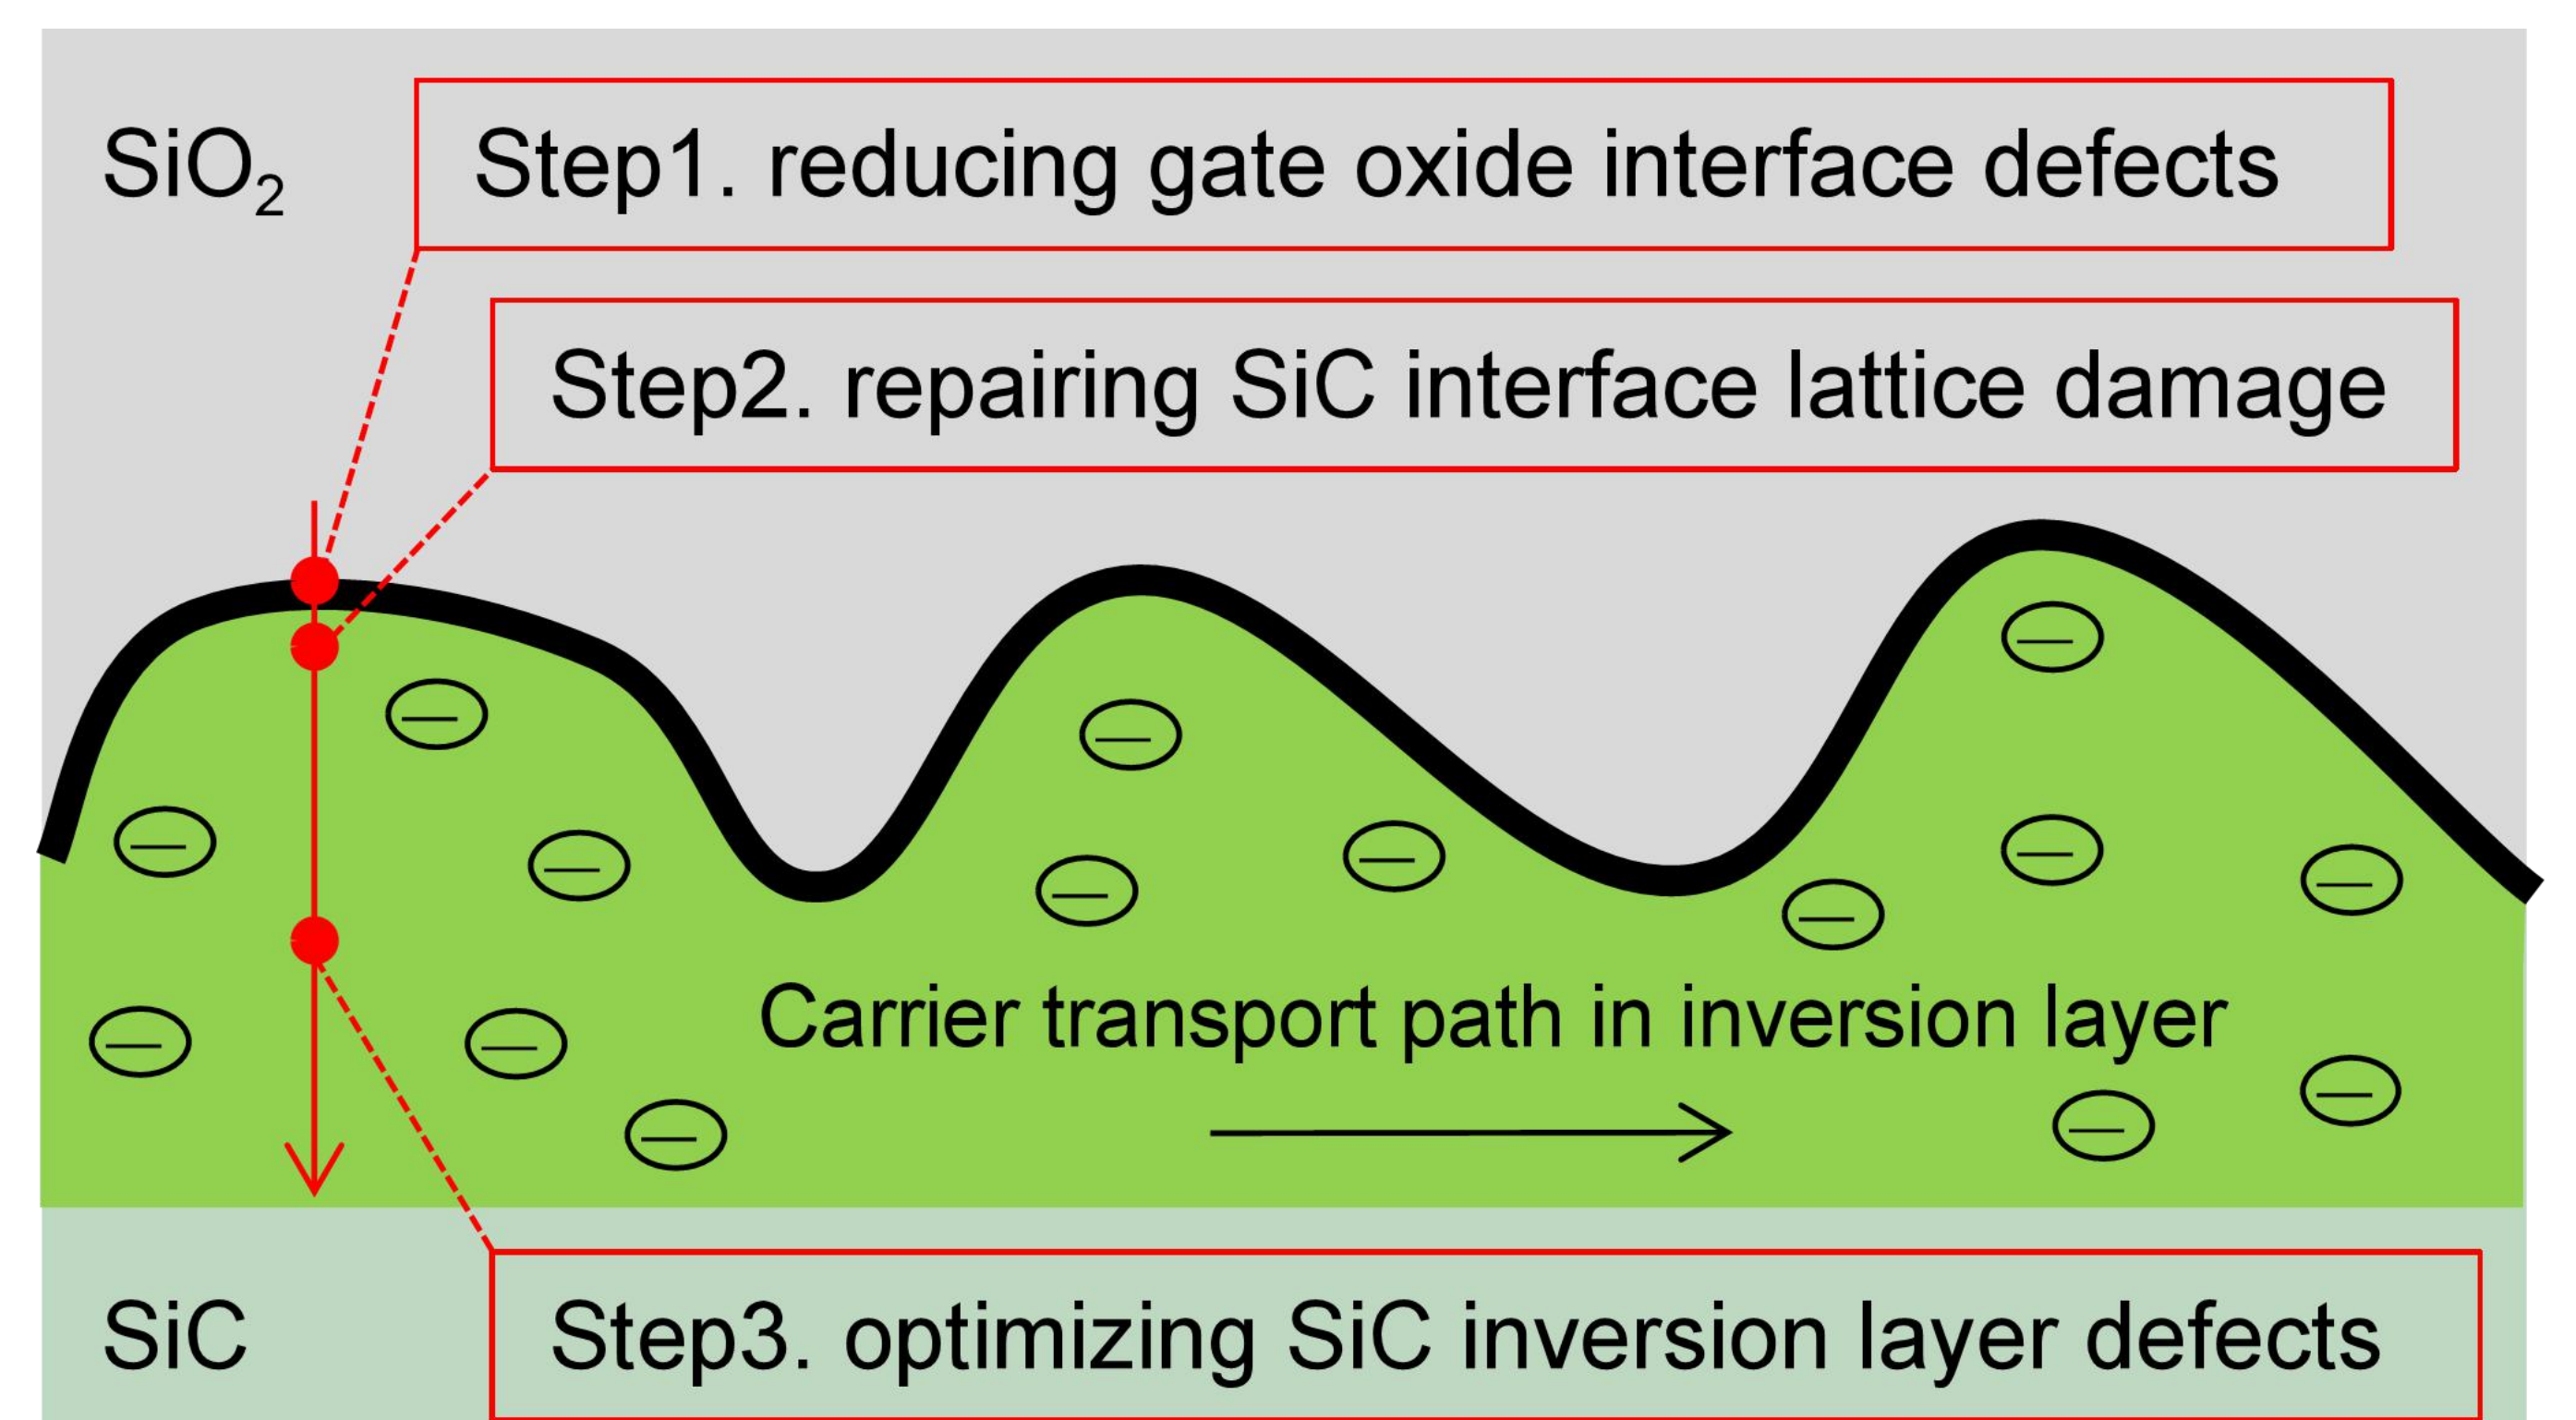 SiO₂
Step1. reducing gate oxide interface defects
Step2. repairing SiC interface lattice damage
Carrier transport path in inversion layer
SiC
Step3. optimizing SiC inversion layer defects